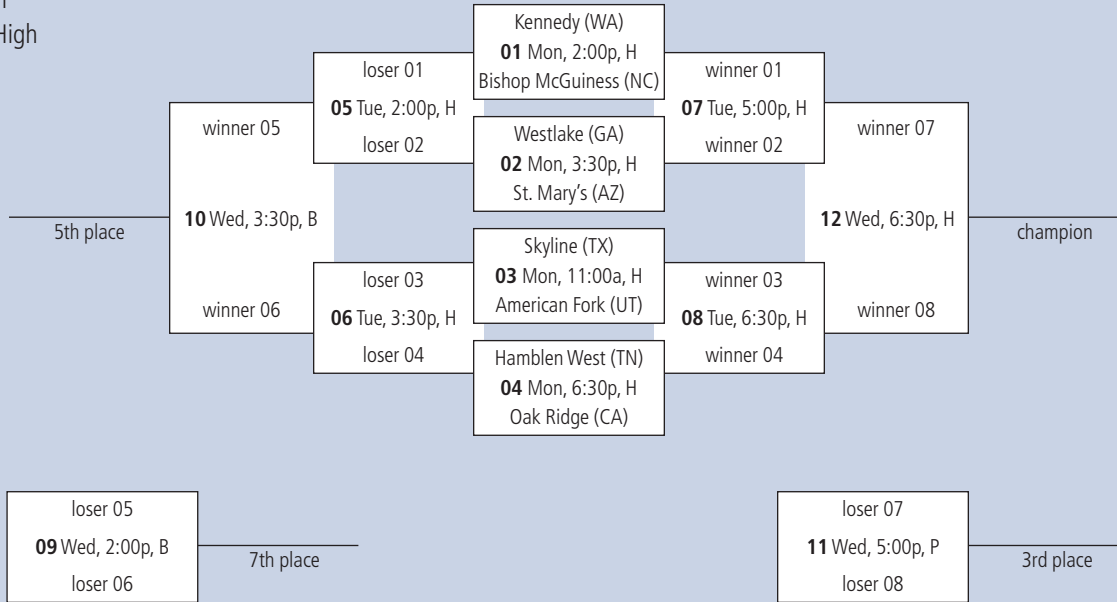 High
Kennedy (WA)
01 Mon, 2:00p, H
Bishop McGuiness (NC)
Westlake (GA)
02 Mon, 3:30p, H
St. Mary's (AZ)
Skyline (TX)
03 Mon, 11:00a, H
American Fork (UT)
Hamblen West (TN)
04 Mon, 6:30p, H
Oak Ridge (CA)
loser 01
05 Tue, 2:00p, H
loser 02
loser 03
06 Tue, 3:30p, H
loser 04
winner 01
07 Tue, 5:00p, H
winner 02
winner 03
08 Tue, 6:30p, H
winner 04
winner 05
10 Wed, 3:30p, B
winner 06
5th place
winner 07
12 Wed, 6:30p, H
winner 08
champion
loser 05
09 Wed, 2:00p, B
loser 06
7th place
loser 07
11 Wed, 5:00p, P
loser 08
3rd place